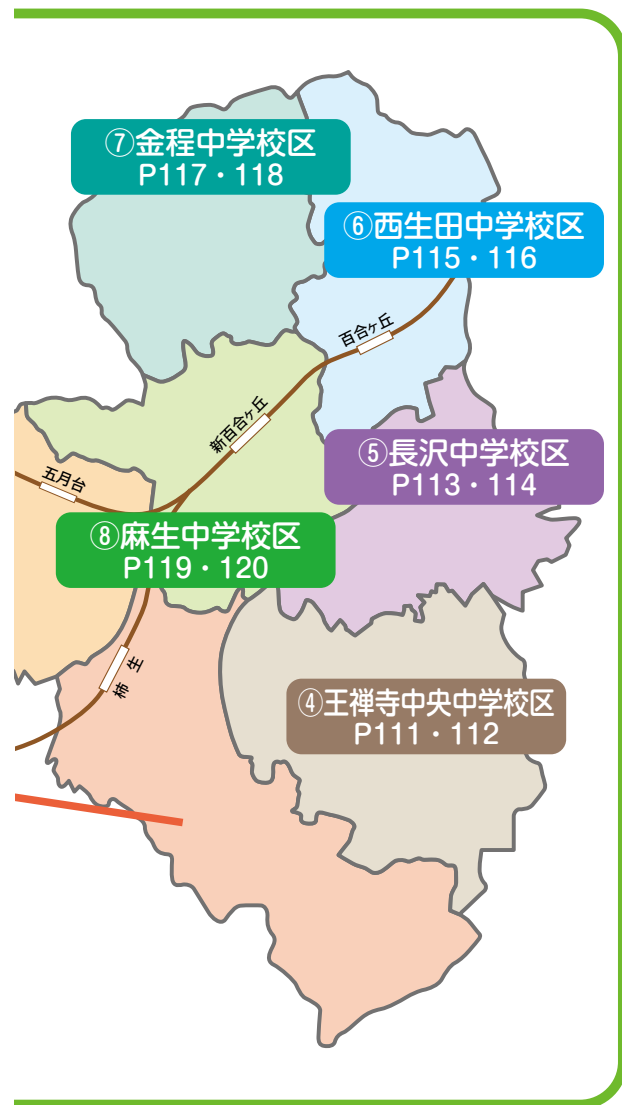 ⑦金程中学校区
P117・118
⑥西生田中学校区
P115・116
百合ヶ丘
新百合ヶ丘
⑤長沢中学校区
P113・114
五月台
⑧麻生中学校区
P119・120
柿生
④王禅寺中央中学校区
P111・112